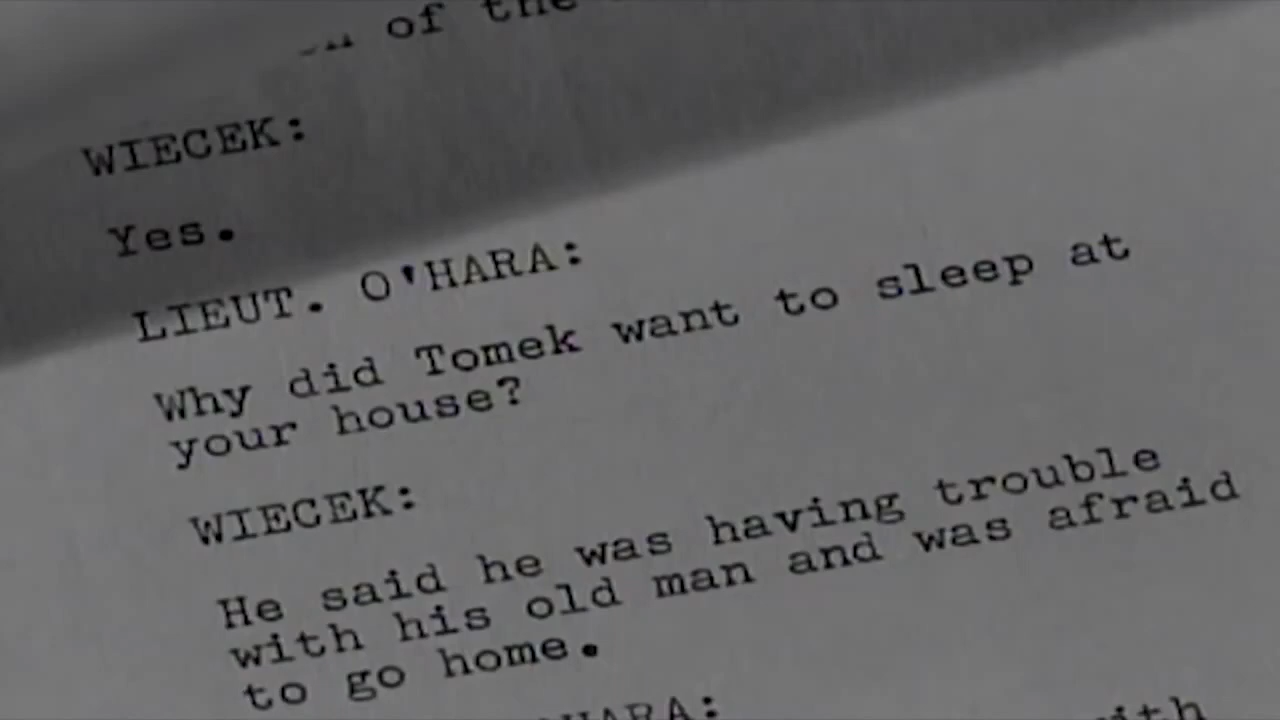 of the
WIECEK:
Yes.
LIEUT. O'HARA:
Why did Tomek want to sleep at
your house?
WIECEK:
He said he was having trouble
with his old man and was afraid
to go home.
HARA: